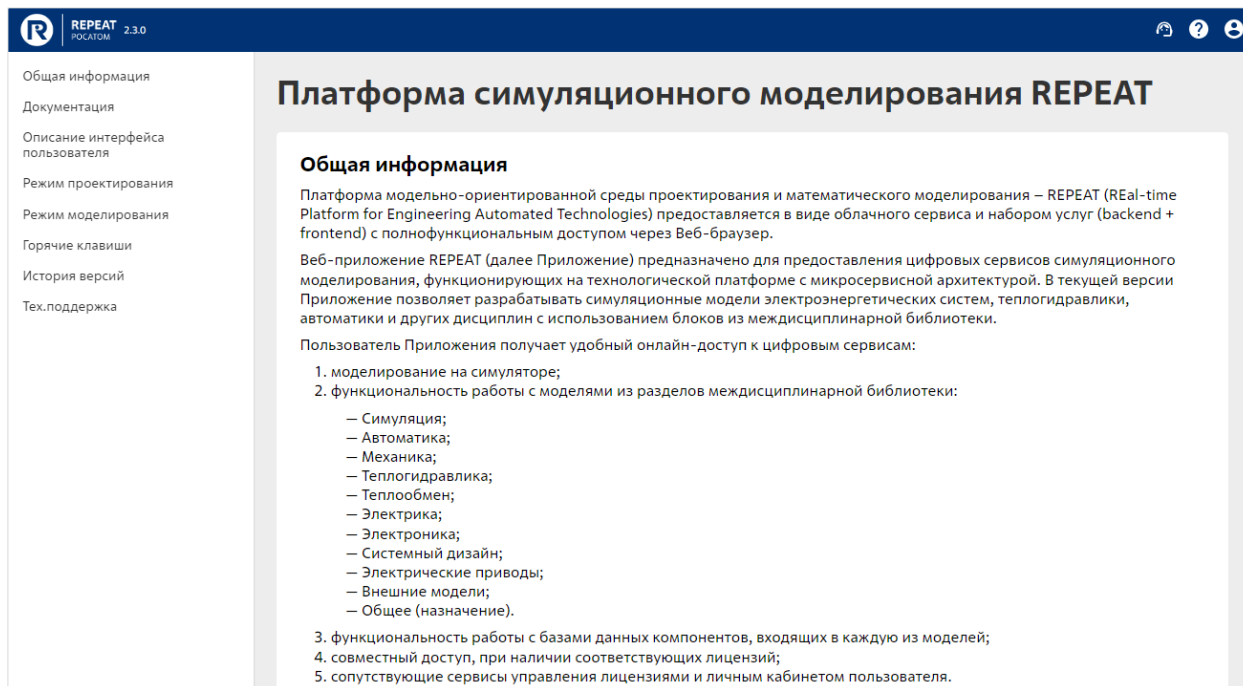 REPEAT 2.3.0
РОСАТОМ
Общая информация
Документация
Описание интерфейса
пользователя
Режим проектирования
Режим моделирования
Горячие клавиши
История версий
Тех.поддержка
Платформа симуляционного моделирования REPEAT
Общая информация
Платформа модельно-ориентированной среды проектирования и математического моделирования – REPEAT (REal-time
Platform for Engineering Automated Technologies) предоставляется в виде облачного сервиса и набором услуг (backend +
frontend) с полнофункциональным доступом через Веб-браузер.
Веб-приложение REPEAT (далее Приложение) предназначено для предоставления цифровых сервисов симуляционного
моделирования, функционирующих на технологической платформе с микросервисной архитектурой. В текущей версии
Приложение позволяет разрабатывать симуляционные модели электроэнергетических систем, теплогидравлики,
автоматики и других дисциплин с использованием блоков из междисциплинарной библиотеки.
Пользователь Приложения получает удобный онлайн-доступ к цифровым сервисам:
1. моделирование на симуляторе;
2. функциональность работы с моделями из разделов междисциплинарной библиотеки:
— Симуляция;
— Автоматика;
— Механика;
— Теплогидравлика;
— Теплообмен;
— Электрика;
— Электроника;
— Системный дизайн;
— Электрические приводы;
— Внешние модели;
— Общее (назначение).
3. функциональность работы с базами данных компонентов, входящих в каждую из моделей;
4. совместный доступ, при наличии соответствующих лицензий;
5. сопутствующие сервисы управления лицензиями и личным кабинетом пользователя.